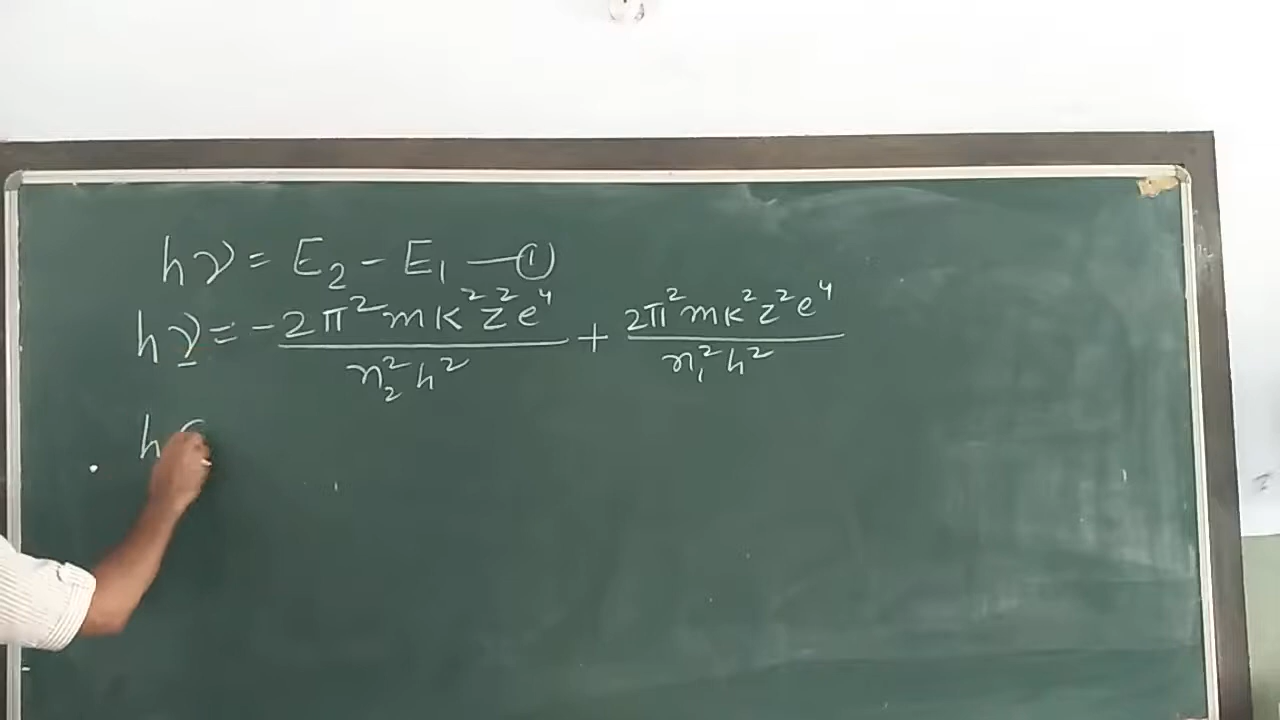 hν = E₂ - E₁ —①
hν = -2π²mk²z²e⁴/n₂²h² + 2π²mk²z²e⁴/n₁²h²
h